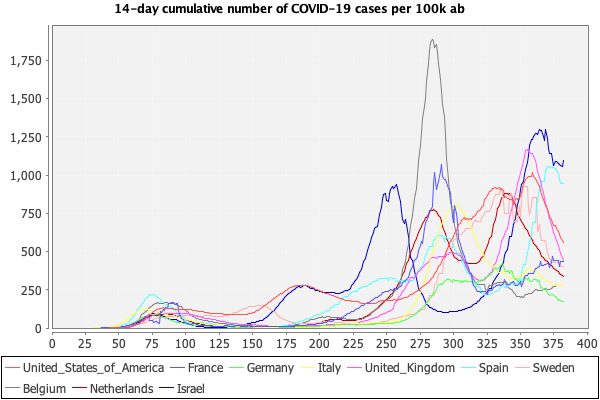 14-day cumulative number of COVID-19 cases per 100k ab
1,750
1,500
1,250
1,000
750
500
250
0
0 25 50 75 100 125 150 175 200 225 250 275 300 325 350 375 400
United_States_of_America France Germany Italy United_Kingdom Spain Sweden
Belgium Netherlands Israel